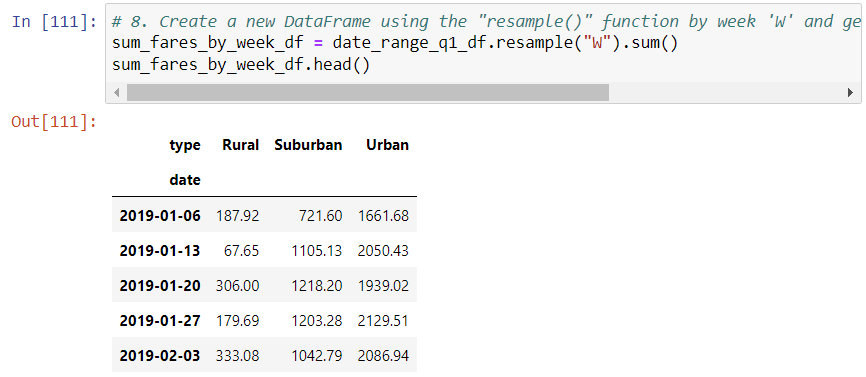 In [111]: # 8. Create a new DataFrame using the "resample()" function by week 'W' and ge
sum_fares_by_week_df = date_range_q1_df.resample("W").sum()
sum_fares_by_week_df.head()
Out[111]:
type Rural Suburban Urban
date
2019-01-06 187.92 721.60 1661.68
2019-01-13 67.65 1105.13 2050.43
2019-01-20 306.00 1218.20 1939.02
2019-01-27 179.69 1203.28 2129.51
2019-02-03 333.08 1042.79 2086.94